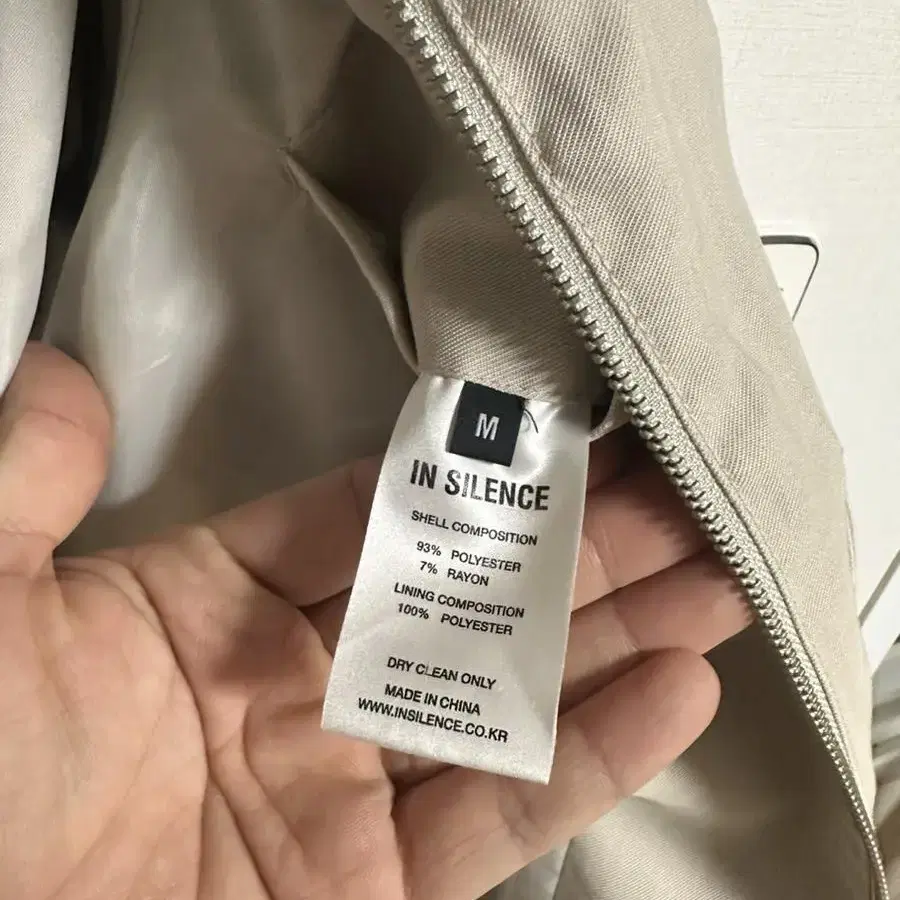 M
IN SILENCE
SHELL COMPOSITION
93% POLYESTER
7% RAYON
LINING COMPOSITION
100% POLYESTER
DRY CLEAN ONLY
MADE IN CHINA
WWW.INSILENCE.CO.KR